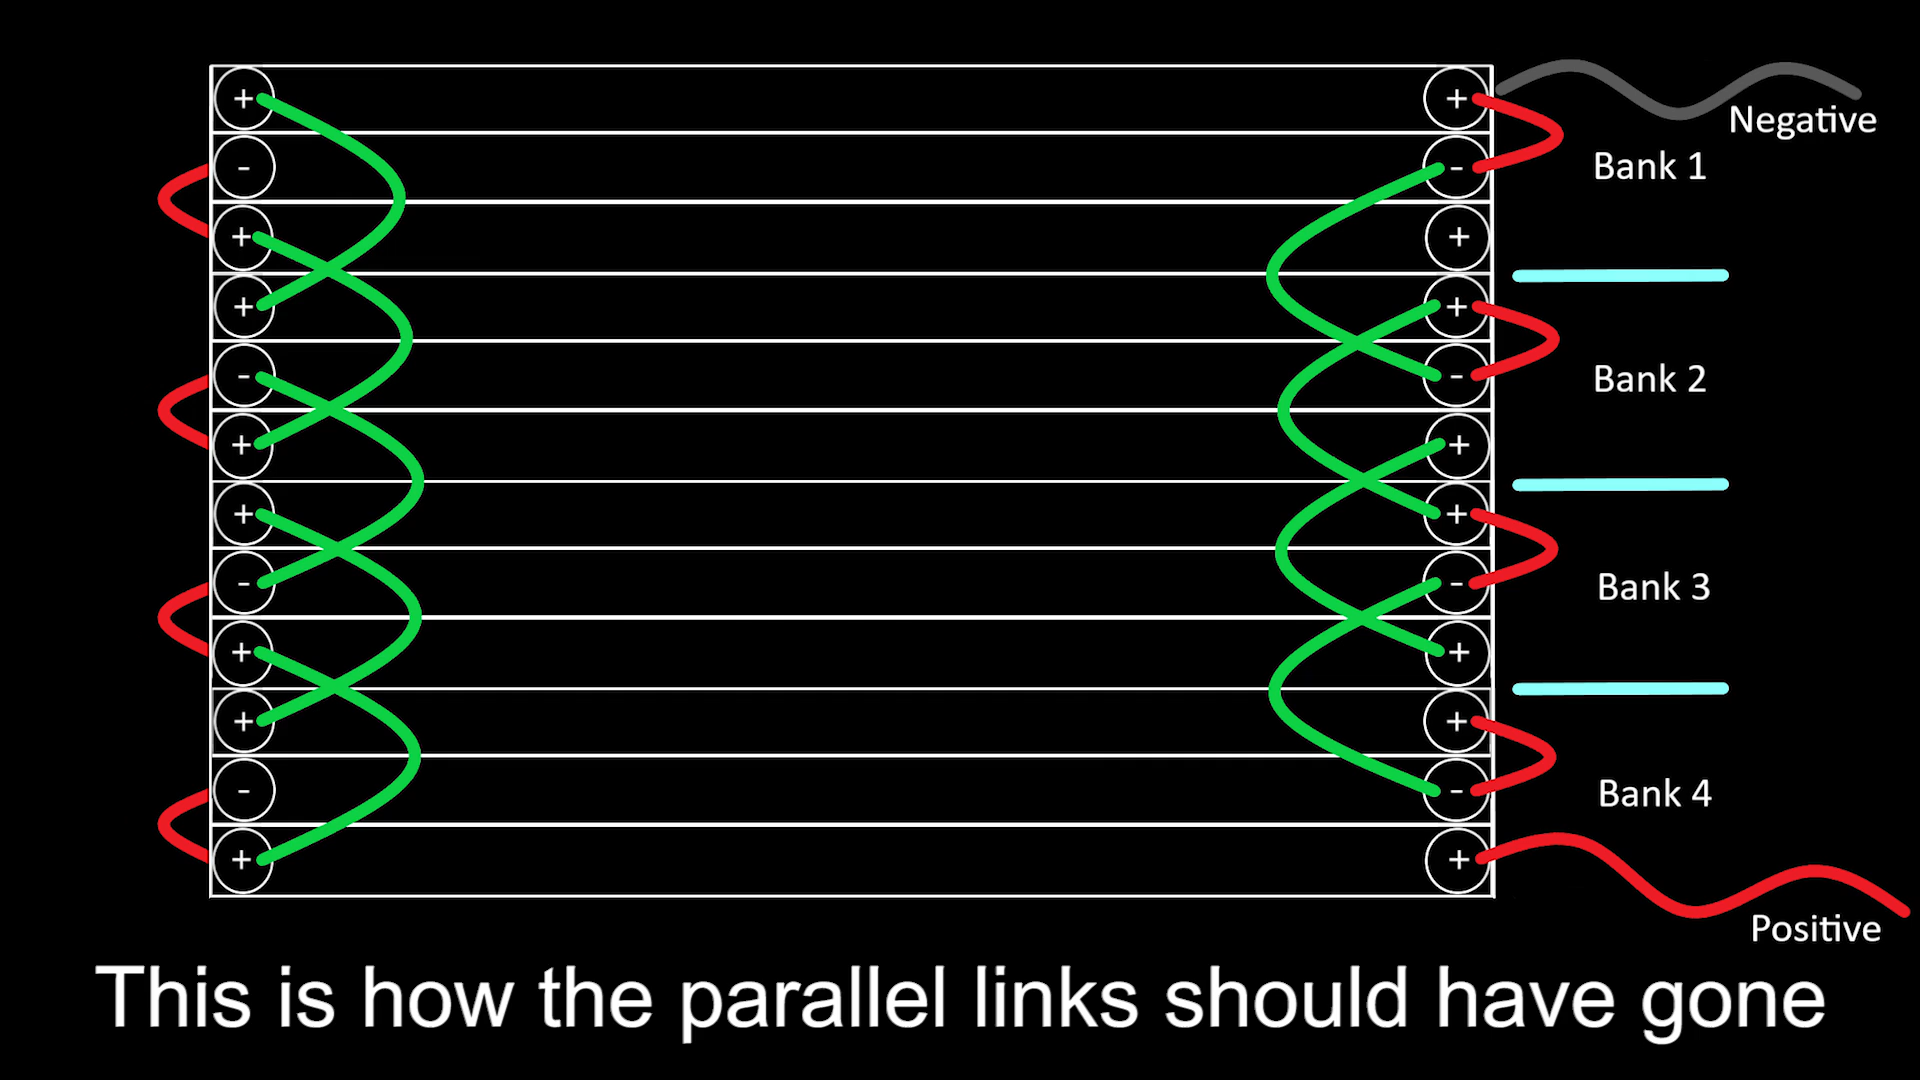 + +
Negative
- - Bank 1
+ +
+ +
- - Bank 2
+ +
+ +
- - Bank 3
+ +
+ +
- - Bank 4
+ +
Positive
This is how the parallel links should have gone